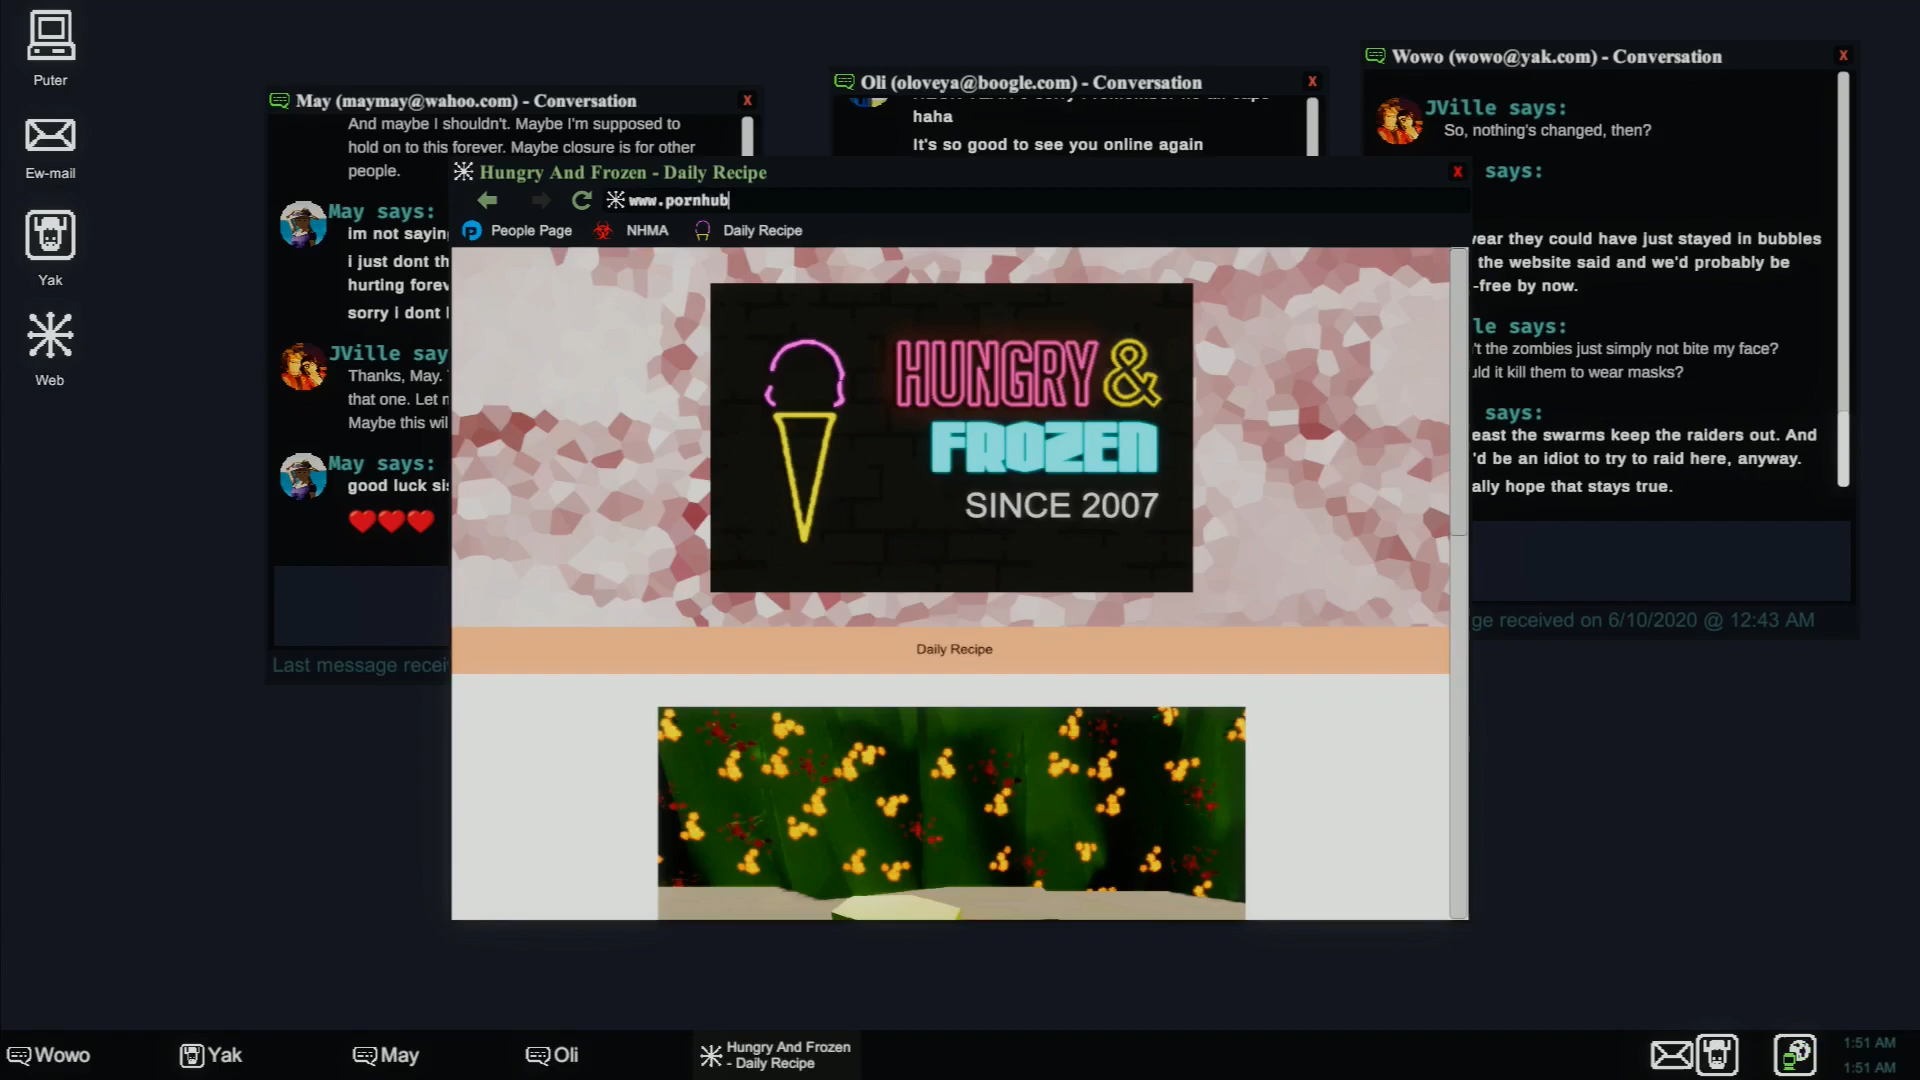 Puter
Ew-mail
Yak
Web
May (maymay@wahoo.com) - Conversation
X
And maybe I shouldn't. Maybe I'm supposed to
hold on to this forever. Maybe closure is for other
people.
May says:
im not saying
i just dont th
hurting forev
sorry i dont
JVille say
Thanks, May.
that one. Let
Maybe this wil
May says:
good luck sis
Last message recei
Oli (oloveya@boogle.com) - Conversation
X
haha
It's so good to see you online again
Wowo (wowo@yak.com) - Conversation
X
JVille says:
So, nothing's changed, then?
says:
ear they could have just stayed in bubbles
the website said and we'd probably be
-free by now.
lle says:
't the zombies just simply not bite my face?
uld it kill them to wear masks?
says:
east the swarms keep the raiders out. And
'd be an idiot to try to raid here, anyway.
ally hope that stays true.
ge received on 6/10/2020 @ 12:43 AM
Hungry And Frozen - Daily Recipe
X
www.pornhub
People Page
NHMA
Daily Recipe
HUNGRY &
FROZEN
SINCE 2007
Daily Recipe
Wowo
Yak
May
Oli
Hungry And Frozen
- Daily Recipe
1:51 AM
1:51 AM